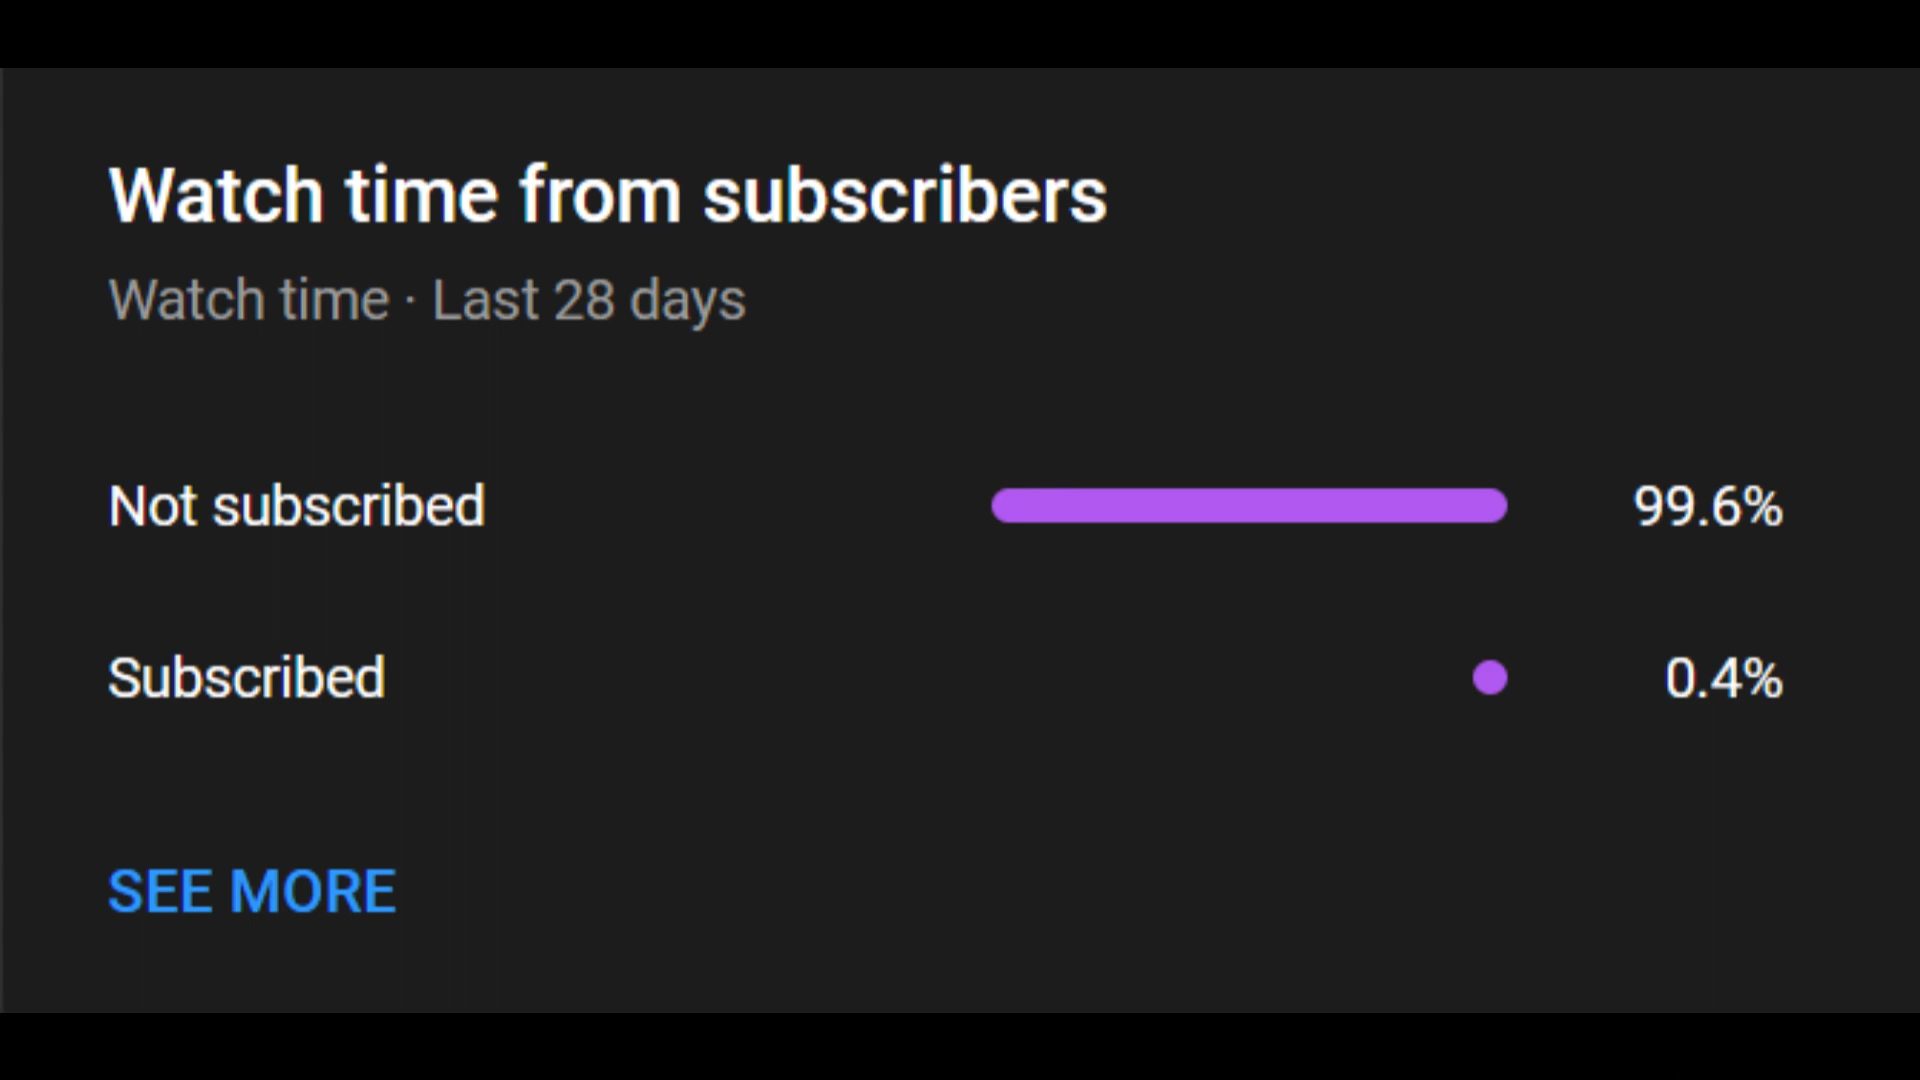 Watch time from subscribers
Watch time · Last 28 days
Not subscribed 99.6%
Subscribed 0.4%
SEE MORE